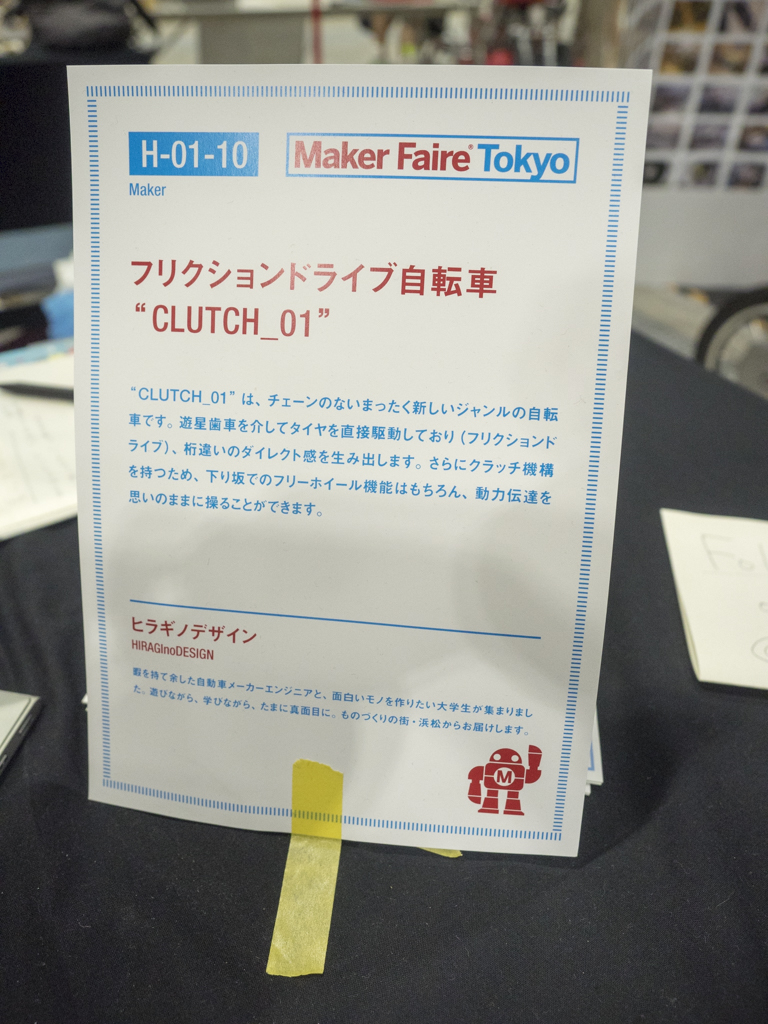 H-01-10
Maker Faire® Tokyo
Maker
フリクションドライブ自転車
“CLUTCH_01”
“CLUTCH_01” は、チェーンのないまったく新しいジャンルの自転
車です。遊星歯車を介してタイヤを直接駆動しており（フリクションド
ライブ）、桁違いのダイレクト感を生み出します。さらにクラッチ機構
を持つため、下り坂でのフリーホイール機能はもちろん、動力伝達を
思いのままに操ることができます。
ヒラギノデザイン
HIRAGInoDESIGN
暇を持て余した自動車メーカーエンジニアと、面白いモノを作りたい大学生が集まりまし
た。遊びながら、学びながら、たまに真面目に。ものづくりの街・浜松からお届けします。
M